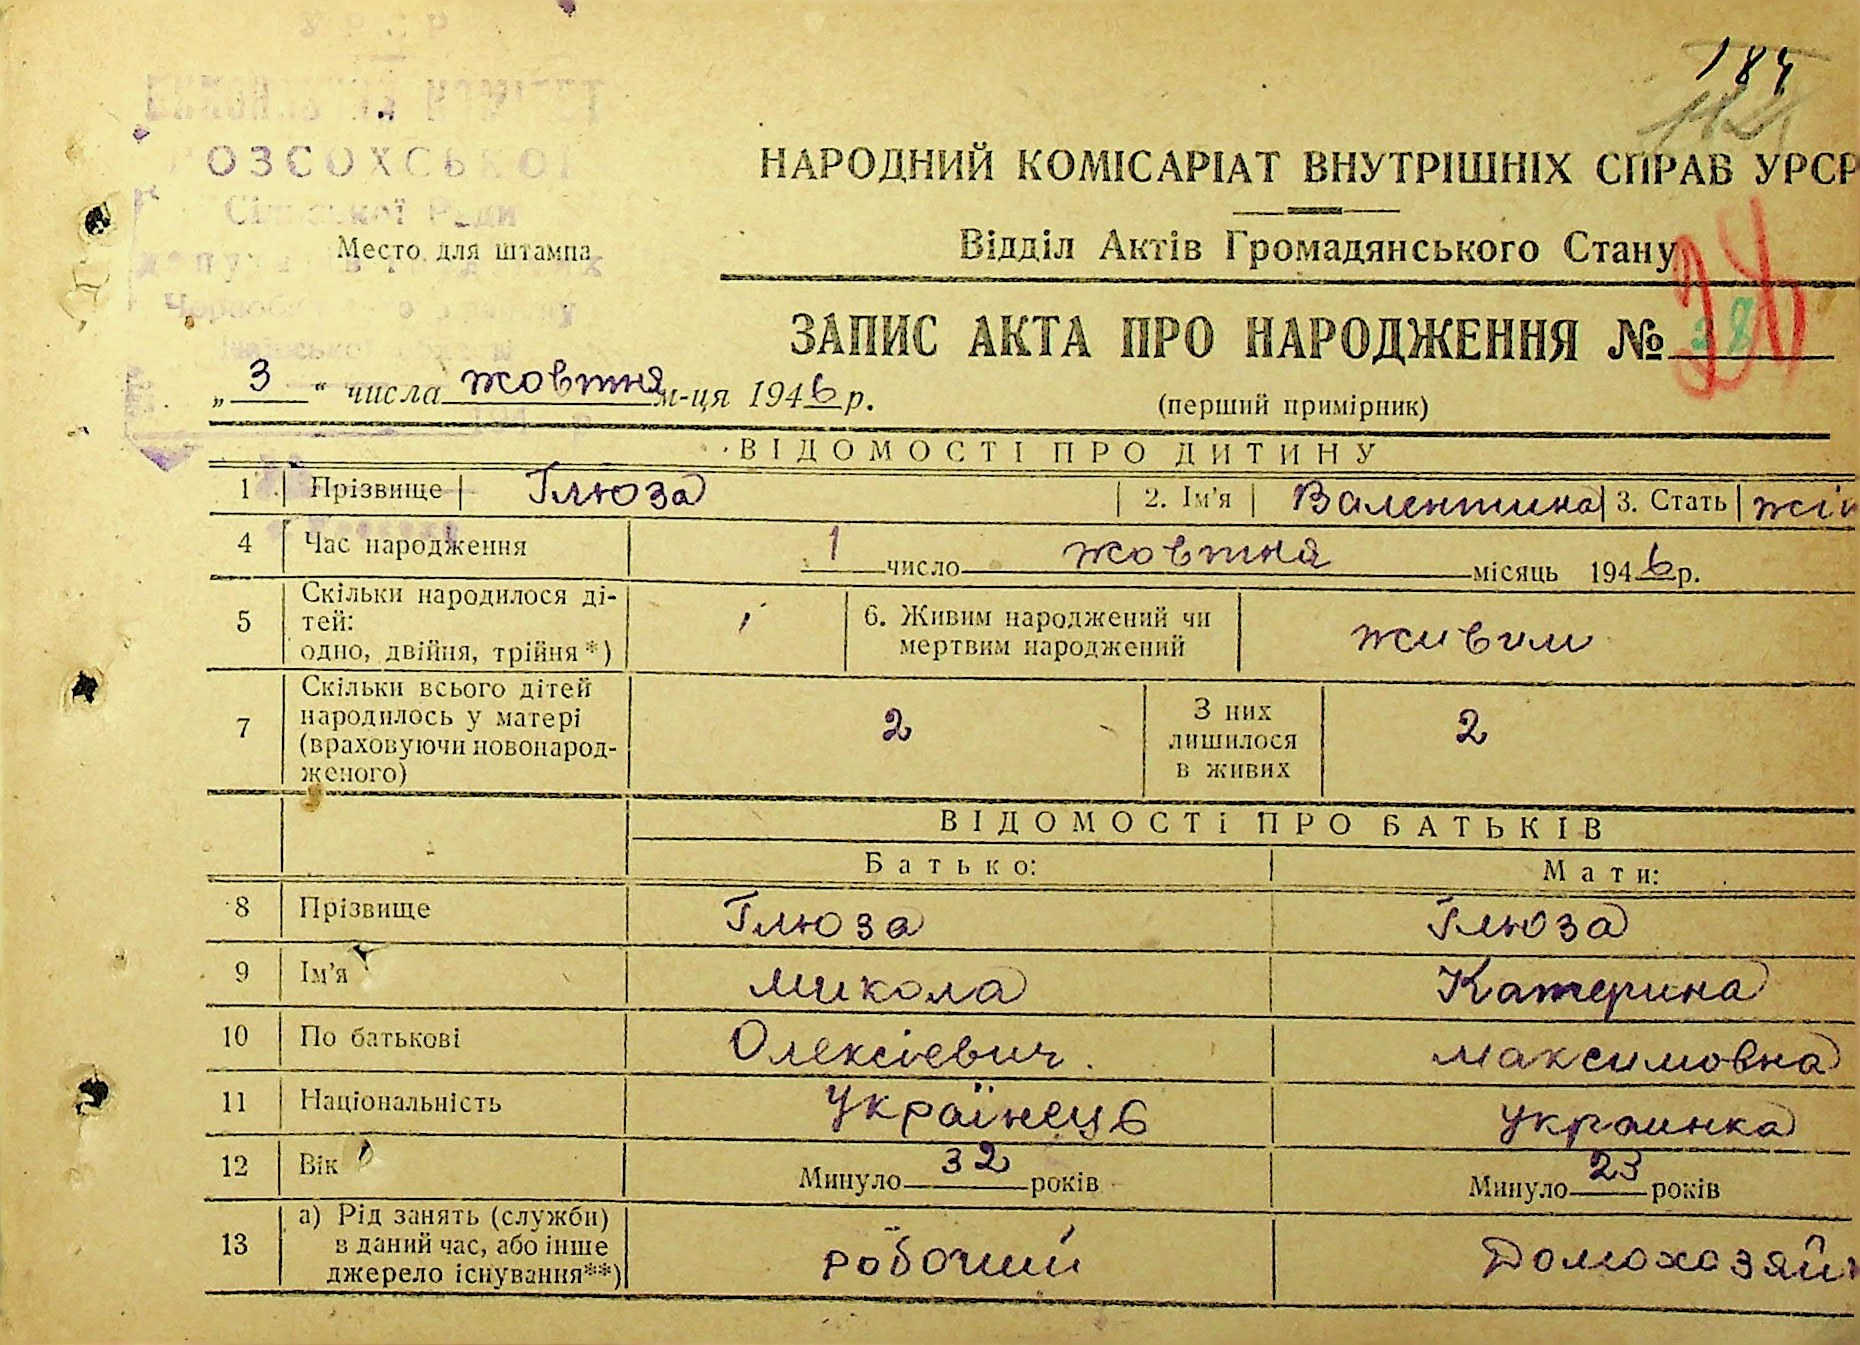 184
РОЗСОХСЬКОЇ
Сільської Ради
НАРОДНИЙ КОМІСАРІАТ ВНУТРІШНІХ СПРАВ УРСР
Место для штампа
Відділ Актів Громадянського Стану
ЗАПИС АКТА ПРО НАРОДЖЕННЯ №
„ 3 “ числа жовтня м-ця 1946 р.
(перший примірник)
ВІДОМОСТІ ПРО ДИТИНУ
1 Прізвище Глюза 2. Ім'я Валентина 3. Стать жін
4 Час народження 1 число жовтня місяць 1946 р.
5 Скільки народилося ді-
тей:
одно, двійня, трійня *)
6. Живим народжений чи
мертвим народжений
живим
7 Скільки всього дітей
народилось у матері
(враховуючи новонарод-
женого)
2
З них
лишилося
в живих
2
ВІДОМОСТІ ПРО БАТЬКІВ
Батько: Мати:
8 Прізвище Глюза Глюза
9 Ім'я Микола Катерина
10 По батькові Олексієвич. Максимовна
11 Національність Українець украинка
12 Вік Минуло 32 років Минуло 23 років
13 а) Рід занять (служби)
в даний час, або інше
джерело існування**)
робочий Домохозяй